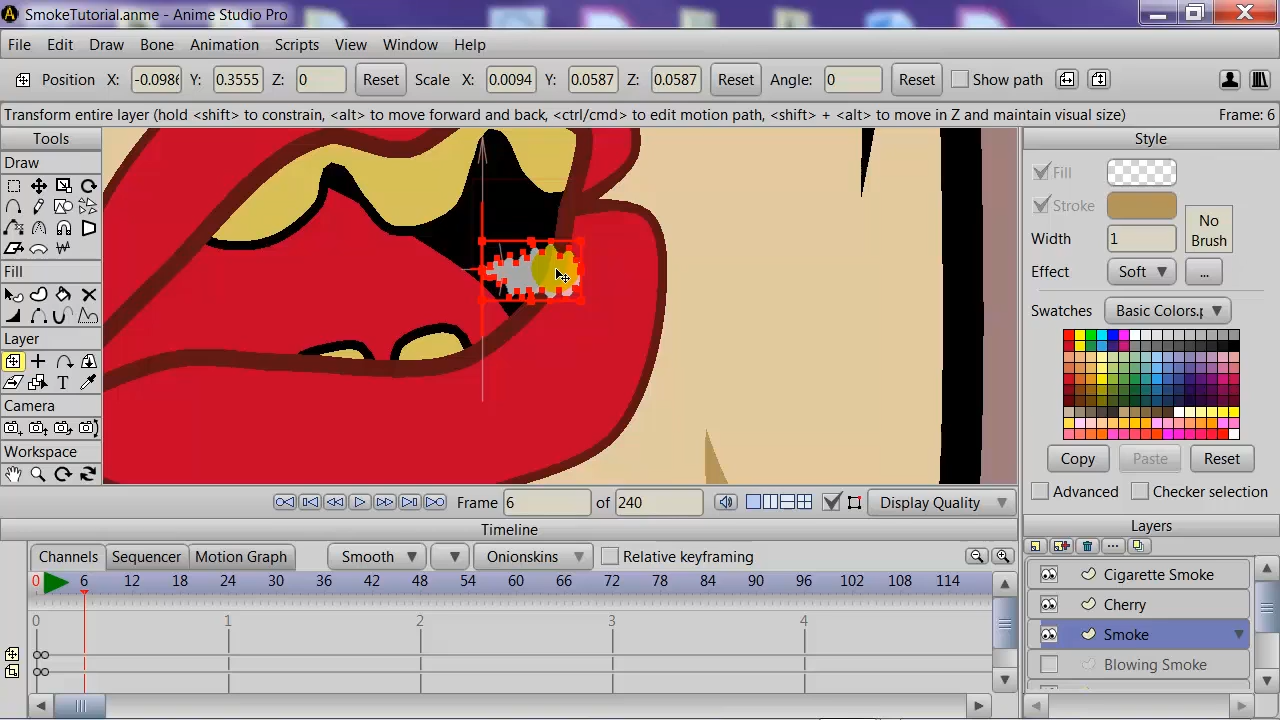 SmokeTutorial.anme - Anime Studio Pro
File Edit Draw Bone Animation Scripts View Window Help
Position X: -0.0986 Y: 0.3555 Z: 0 Reset Scale X: 0.0094 Y: 0.0587 Z: 0.0587 Reset Angle: 0 Reset Show path
Transform entire layer (hold <shift> to constrain, <alt> to move forward and back, <ctrl/cmd> to edit motion path, <shift> + <alt> to move in Z and maintain visual size) Frame: 6
Tools
Draw
Fill
Layer
Camera
Workspace
Style
Fill
Stroke
No
Brush
Width 1
Effect Soft ...
Swatches Basic Colors.p
Copy Paste Reset
Advanced Checker selection
Frame 6 of 240 Display Quality
Timeline
Channels Sequencer Motion Graph Smooth Onionskins Relative keyframing
0 6 12 18 24 30 36 42 48 54 60 66 72 78 84 90 96 102 108 114
0 1 2 3 4
Layers
Cigarette Smoke
Cherry
Smoke
Blowing Smoke